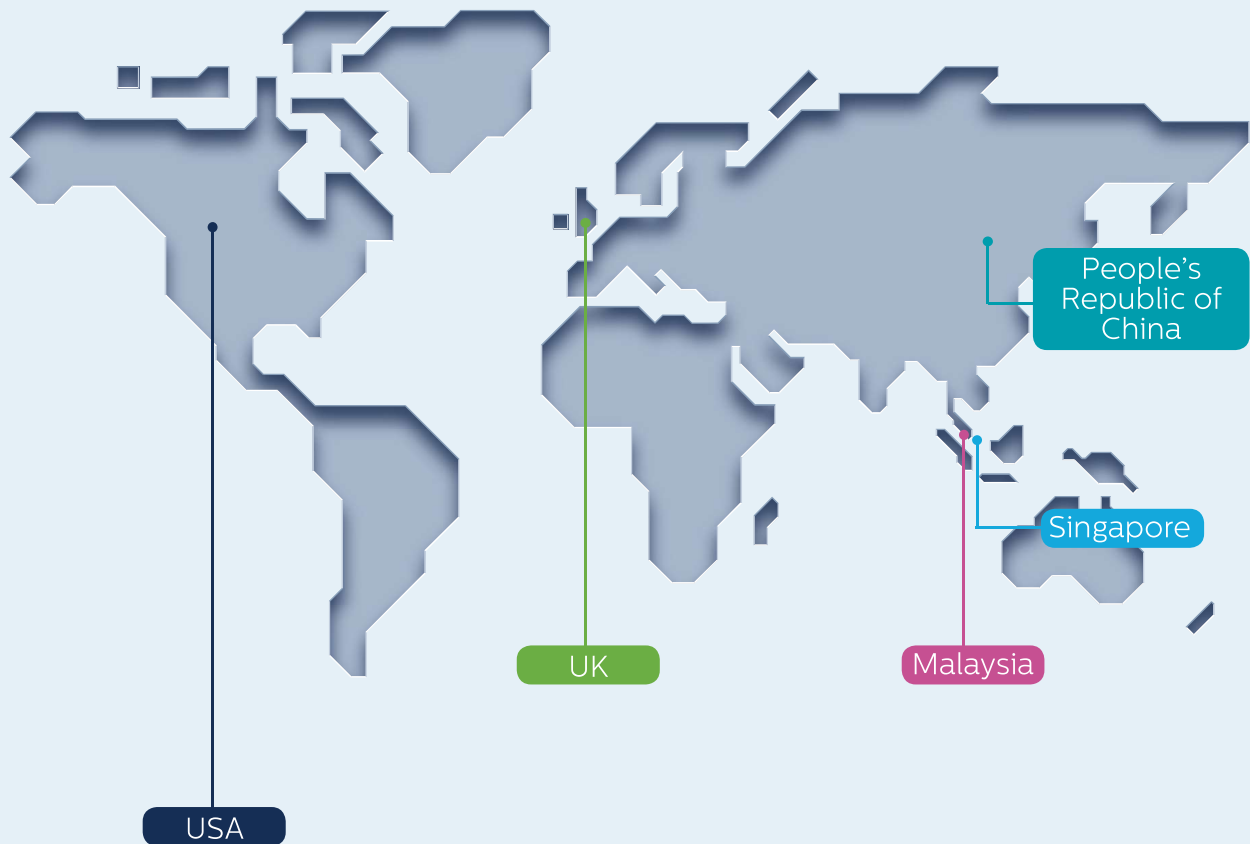 People’s
Republic of
China
Singapore
UK
Malaysia
USA